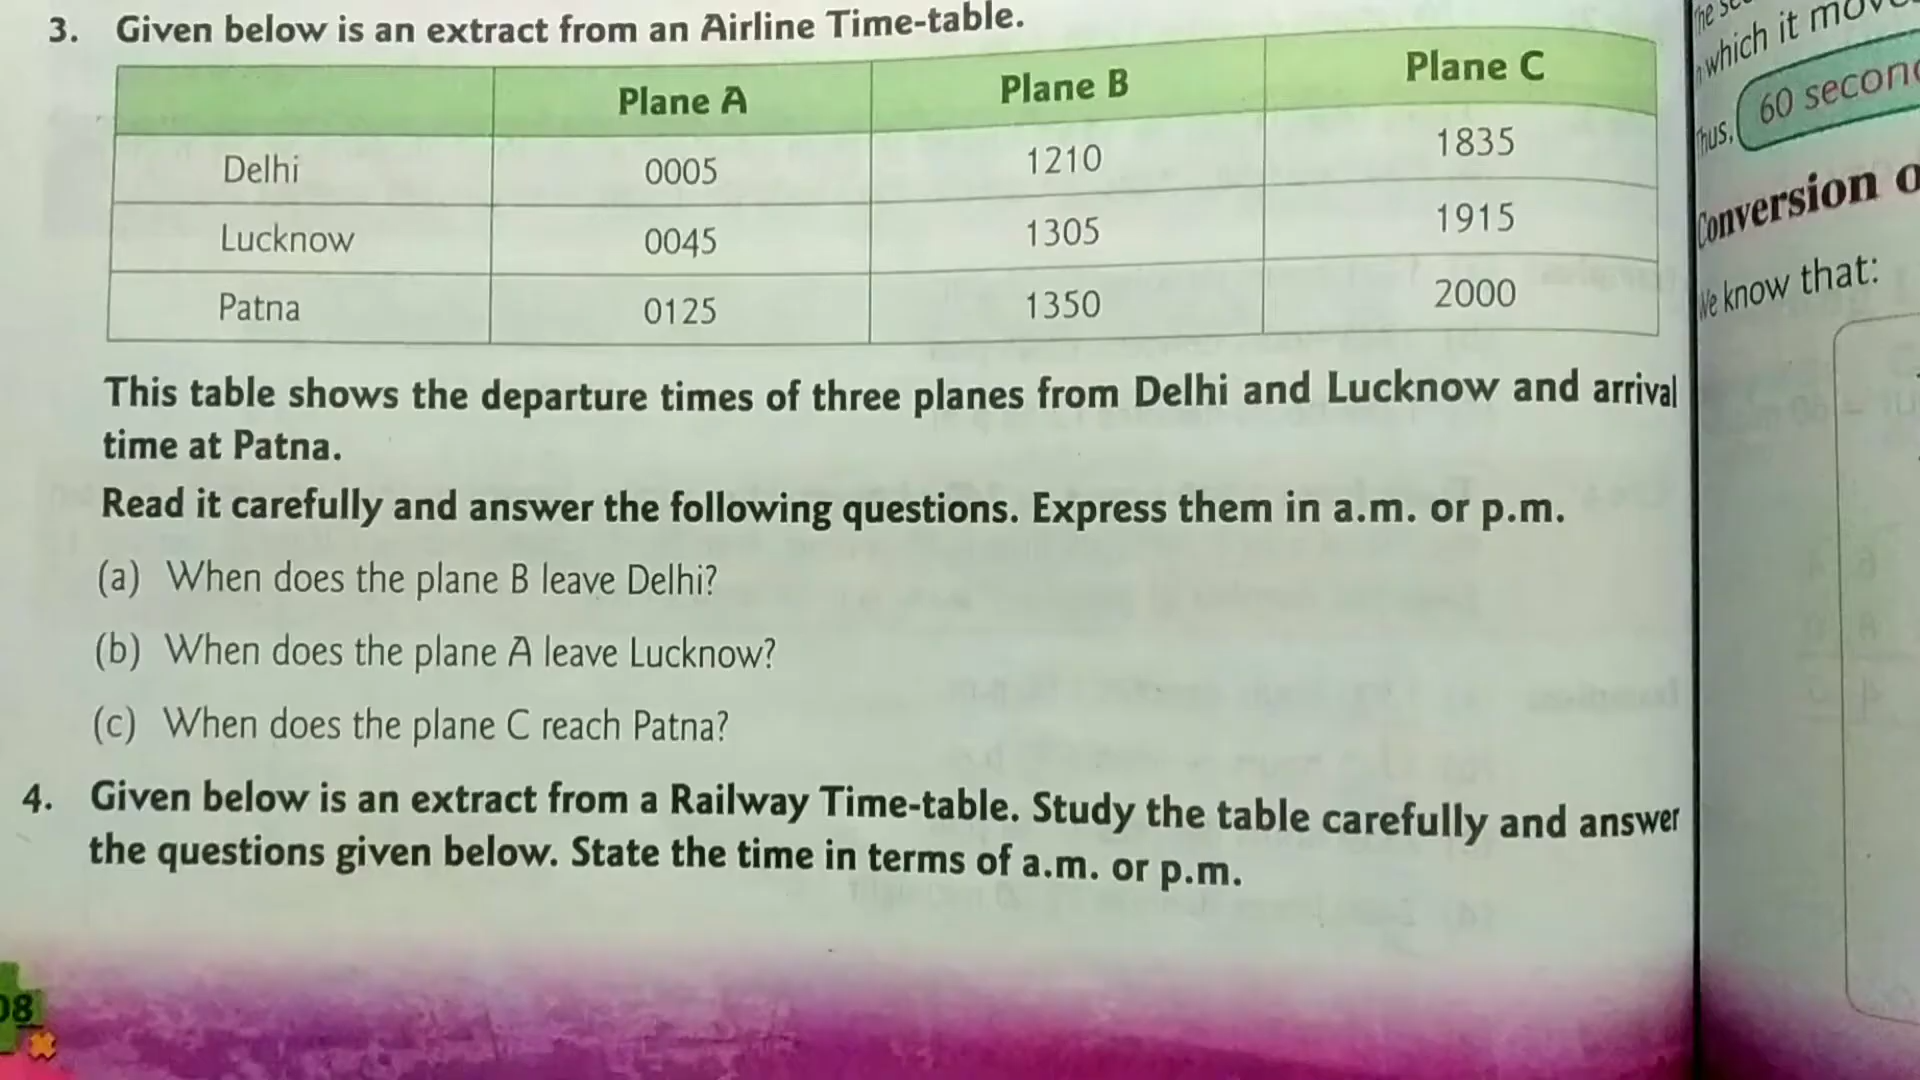 3. Given below is an extract from an Airline Time-table.
Plane A Plane B Plane C
Delhi 0005 1210 1835
Lucknow 0045 1305 1915
Patna 0125 1350 2000
This table shows the departure times of three planes from Delhi and Lucknow and arrival
time at Patna.
Read it carefully and answer the following questions. Express them in a.m. or p.m.
(a) When does the plane B leave Delhi?
(b) When does the plane A leave Lucknow?
(c) When does the plane C reach Patna?
4. Given below is an extract from a Railway Time-table. Study the table carefully and answer
the questions given below. State the time in terms of a.m. or p.m.
08
which it
60
Thus,
Conversion
We know that: